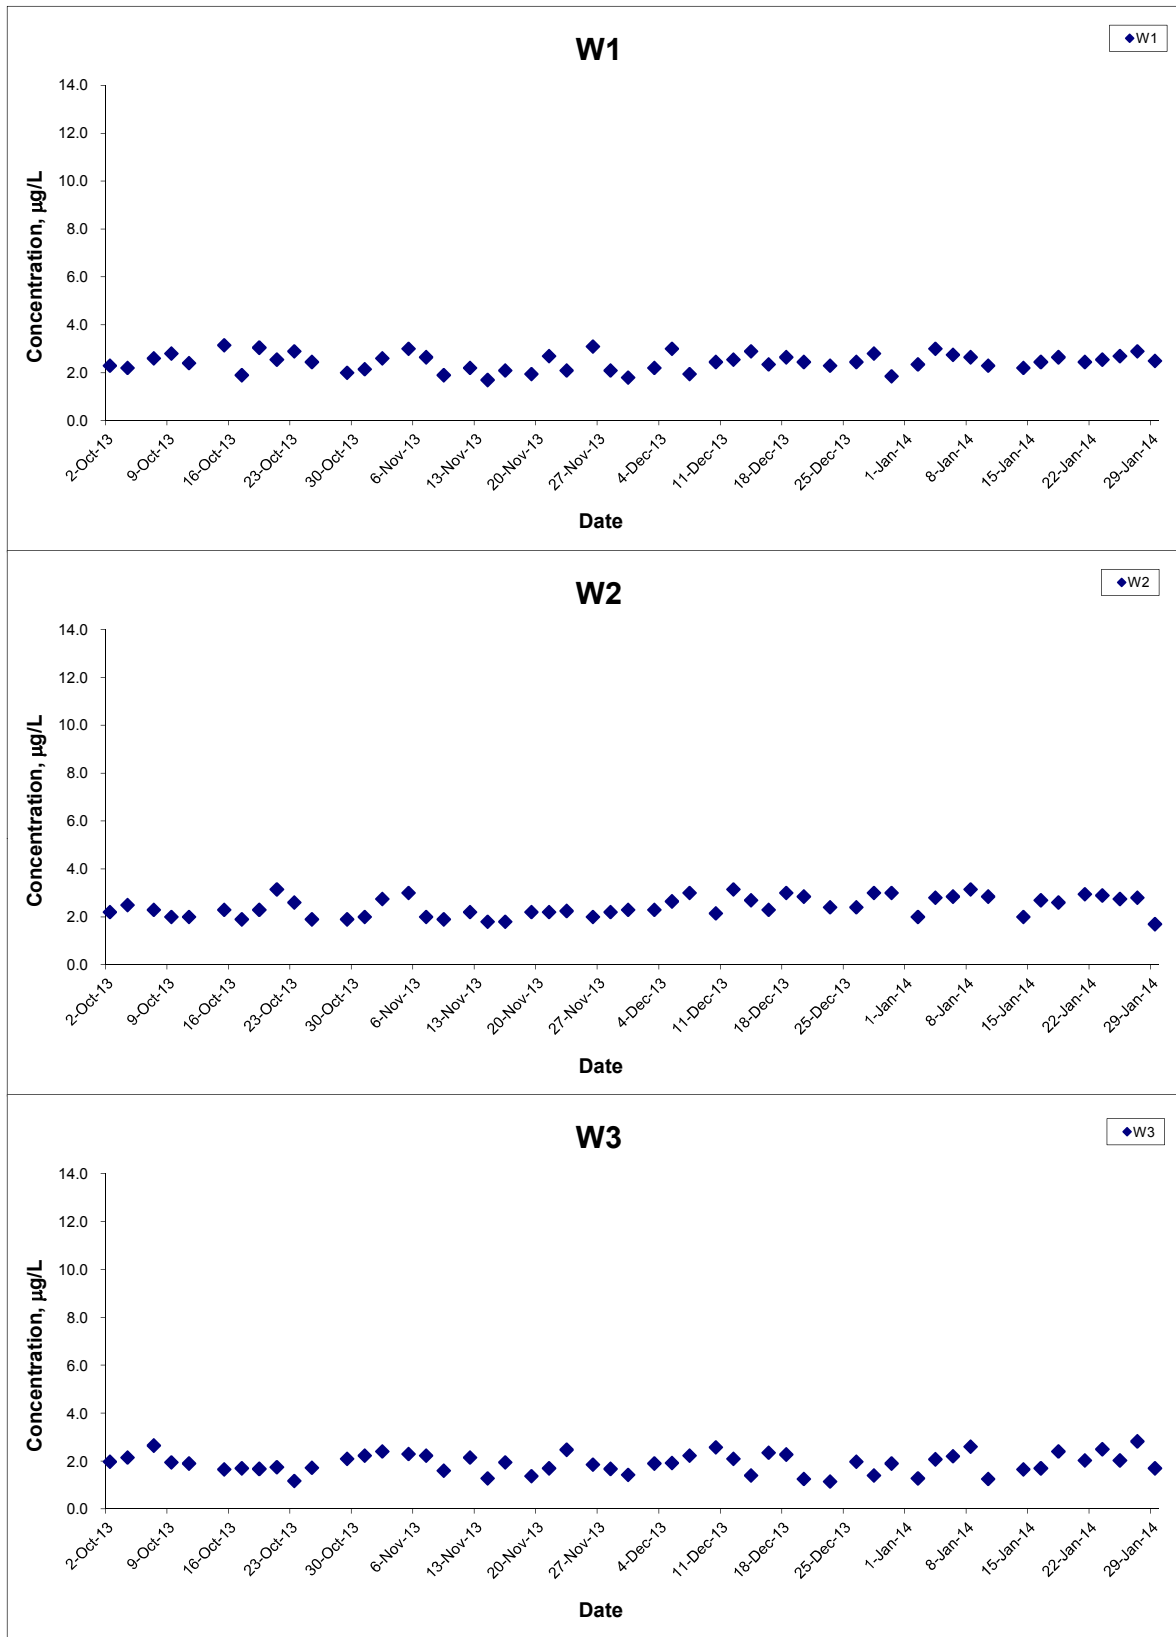 W1
W1
14.0
12.0
10.0
8.0
6.0
4.0
2.0
0.0
Concentration, µg/L
2-Oct-13
9-Oct-13
16-Oct-13
23-Oct-13
30-Oct-13
6-Nov-13
13-Nov-13
20-Nov-13
27-Nov-13
4-Dec-13
11-Dec-13
18-Dec-13
25-Dec-13
1-Jan-14
8-Jan-14
15-Jan-14
22-Jan-14
29-Jan-14
Date
W2
W2
14.0
12.0
10.0
8.0
6.0
4.0
2.0
0.0
Concentration, µg/L
2-Oct-13
9-Oct-13
16-Oct-13
23-Oct-13
30-Oct-13
6-Nov-13
13-Nov-13
20-Nov-13
27-Nov-13
4-Dec-13
11-Dec-13
18-Dec-13
25-Dec-13
1-Jan-14
8-Jan-14
15-Jan-14
22-Jan-14
29-Jan-14
Date
W3
W3
14.0
12.0
10.0
8.0
6.0
4.0
2.0
0.0
Concentration, µg/L
2-Oct-13
9-Oct-13
16-Oct-13
23-Oct-13
30-Oct-13
6-Nov-13
13-Nov-13
20-Nov-13
27-Nov-13
4-Dec-13
11-Dec-13
18-Dec-13
25-Dec-13
1-Jan-14
8-Jan-14
15-Jan-14
22-Jan-14
29-Jan-14
Date